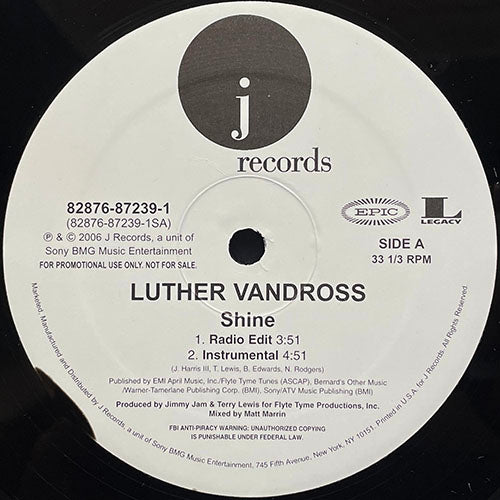 j
records
82876-87239-1
(82876-87239-1SA)
℗ & © 2006 J Records, a unit of
Sony BMG Music Entertainment
FOR PROMOTIONAL USE ONLY. NOT FOR SALE.
EPIC
L
LEGACY
SIDE A
33 1/3 RPM
LUTHER VANDROSS
Shine
1. Radio Edit 3:51
2. Instrumental 4:51
(J. Harris III, T. Lewis, B. Edwards, N. Rodgers)
Published by EMI April Music, Inc./Flyte Tyme Tunes (ASCAP), Bernard's Other Music
/Warner-Tamerlane Publishing Corp. (BMI), Sony/ATV Music Publishing (BMI)
Produced by Jimmy Jam & Terry Lewis for Flyte Tyme Productions, Inc.
Mixed by Matt Marrin
FBI ANTI-PIRACY WARNING: UNAUTHORIZED COPYING
IS PUNISHABLE UNDER FEDERAL LAW.
Marketed, Manufactured and Distributed by J Records, a unit of Sony BMG Music Entertainment, 745 Fifth Avenue, New York, NY 10151. Printed in U.S.A. for J Records. All Rights Reserved.